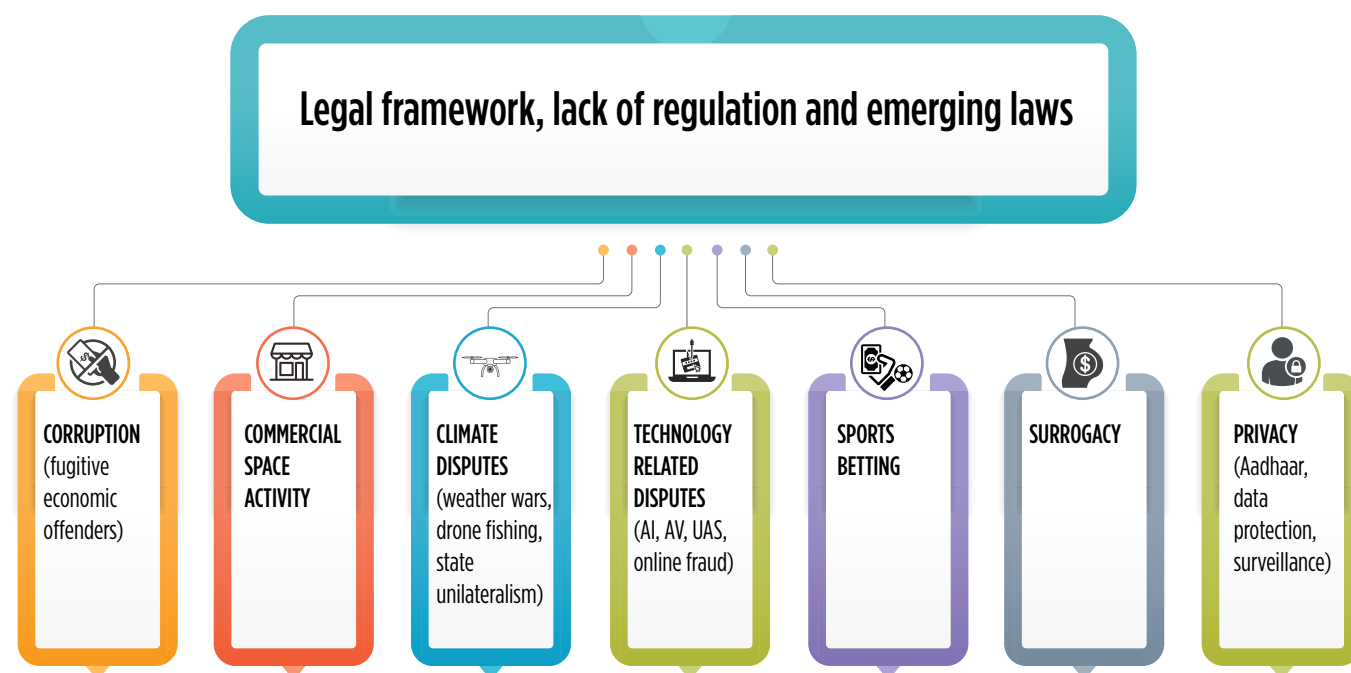 Legal framework, lack of regulation and emerging laws
CORRUPTION
(fugitive
economic
offenders)
COMMERCIAL
SPACE
ACTIVITY
CLIMATE
DISPUTES
(weather wars,
drone fishing,
state
unilateralism)
TECHNOLOGY
RELATED
DISPUTES
(AI, AV, UAS,
online fraud)
SPORTS
BETTING
SURROGACY
PRIVACY
(Aadhaar,
data
protection,
surveillance)